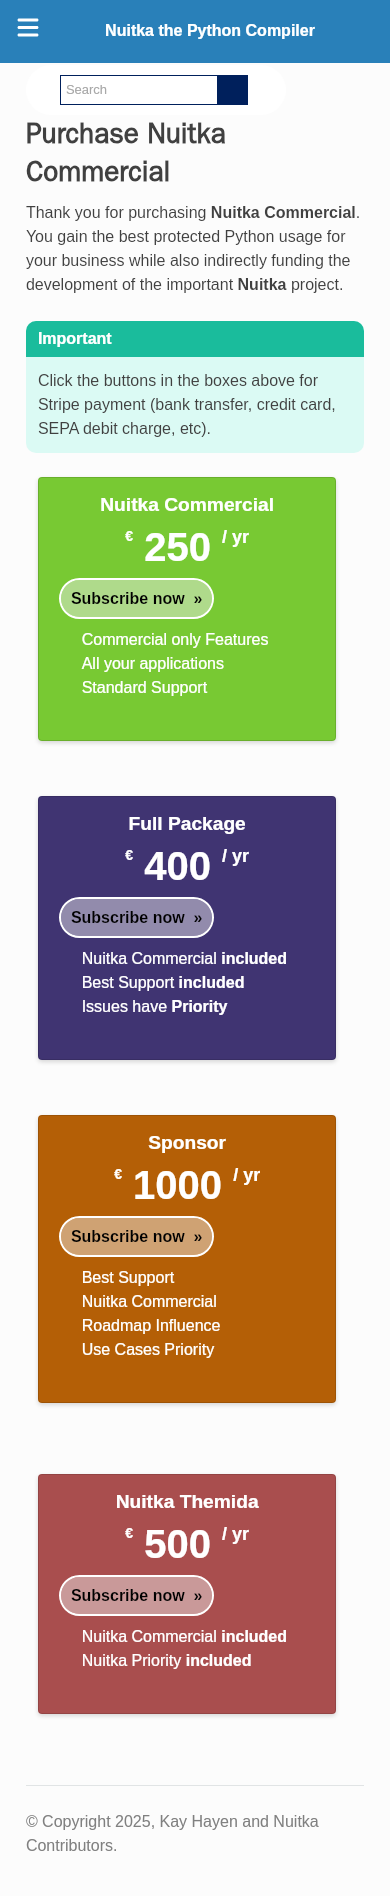 Nuitka the Python Compiler
Search
Purchase Nuitka
Commercial
Thank you for purchasing Nuitka Commercial.
You gain the best protected Python usage for
your business while also indirectly funding the
development of the important Nuitka project.
Important
Click the buttons in the boxes above for
Stripe payment (bank transfer, credit card,
SEPA debit charge, etc).
Nuitka Commercial
€ 250 / yr
Subscribe now »
Commercial only Features
All your applications
Standard Support
Full Package
€ 400 / yr
Subscribe now »
Nuitka Commercial included
Best Support included
Issues have Priority
Sponsor
€ 1000 / yr
Subscribe now »
Best Support
Nuitka Commercial
Roadmap Influence
Use Cases Priority
Nuitka Themida
€ 500 / yr
Subscribe now »
Nuitka Commercial included
Nuitka Priority included
© Copyright 2025, Kay Hayen and Nuitka
Contributors.